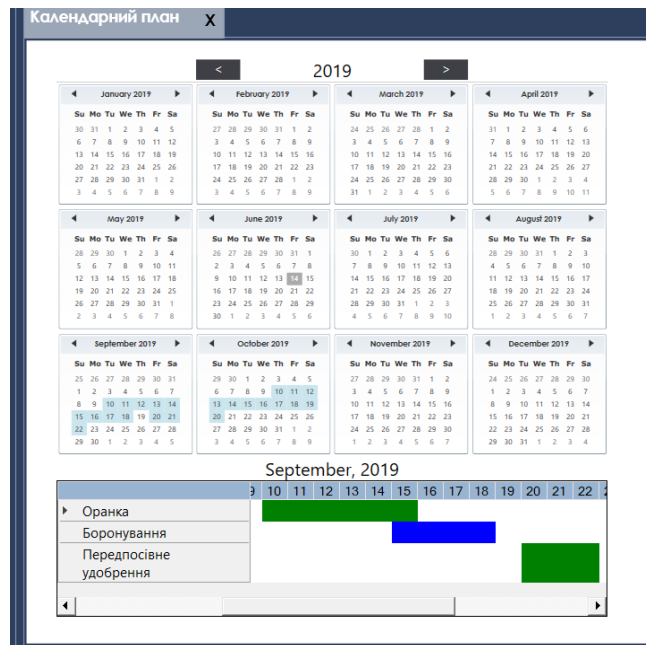 Календарний план X
< 2019 >
January 2019 February 2019 March 2019 April 2019
Su Mo Tu We Th Fr Sa Su Mo Tu We Th Fr Sa Su Mo Tu We Th Fr Sa Su Mo Tu We Th Fr Sa
30 31 1 2 3 4 5 27 28 29 30 31 1 2 24 25 26 27 28 1 2 31 1 2 3 4 5 6
6 7 8 9 10 11 12 3 4 5 6 7 8 9 3 4 5 6 7 8 9 7 8 9 10 11 12 13
13 14 15 16 17 18 19 10 11 12 13 14 15 16 10 11 12 13 14 15 16 14 15 16 17 18 19 20
20 21 22 23 24 25 26 17 18 19 20 21 22 23 17 18 19 20 21 22 23 21 22 23 24 25 26 27
27 28 29 30 31 1 2 24 25 26 27 28 1 2 24 25 26 27 28 29 30 28 29 30 1 2 3 4
3 4 5 6 7 8 9 3 4 5 6 7 8 9 31 1 2 3 4 5 6 5 6 7 8 9 10 11
May 2019 June 2019 July 2019 August 2019
Su Mo Tu We Th Fr Sa Su Mo Tu We Th Fr Sa Su Mo Tu We Th Fr Sa Su Mo Tu We Th Fr Sa
28 29 30 1 2 3 4 26 27 28 29 30 31 1 30 1 2 3 4 5 6 28 29 30 31 1 2 3
5 6 7 8 9 10 11 2 3 4 5 6 7 8 7 8 9 10 11 12 13 4 5 6 7 8 9 10
12 13 14 15 16 17 18 9 10 11 12 13 14 15 14 15 16 17 18 19 20 11 12 13 14 15 16 17
19 20 21 22 23 24 25 16 17 18 19 20 21 22 21 22 23 24 25 26 27 18 19 20 21 22 23 24
26 27 28 29 30 31 1 23 24 25 26 27 28 29 28 29 30 31 1 2 3 25 26 27 28 29 30 31
2 3 4 5 6 7 8 30 1 2 3 4 5 6 4 5 6 7 8 9 10 1 2 3 4 5 6 7
September 2019 October 2019 November 2019 December 2019
Su Mo Tu We Th Fr Sa Su Mo Tu We Th Fr Sa Su Mo Tu We Th Fr Sa Su Mo Tu We Th Fr Sa
25 26 27 28 29 30 31 29 30 1 2 3 4 5 27 28 29 30 31 1 2 24 25 26 27 28 29 30
1 2 3 4 5 6 7 6 7 8 9 10 11 12 3 4 5 6 7 8 9 1 2 3 4 5 6 7
8 9 10 11 12 13 14 13 14 15 16 17 18 19 10 11 12 13 14 15 16 8 9 10 11 12 13 14
15 16 17 18 19 20 21 20 21 22 23 24 25 26 17 18 19 20 21 22 23 15 16 17 18 19 20 21
22 23 24 25 26 27 28 27 28 29 30 31 1 2 24 25 26 27 28 29 30 22 23 24 25 26 27 28
29 30 1 2 3 4 5 3 4 5 6 7 8 9 1 2 3 4 5 6 7 29 30 31 1 2 3 4
September, 2019
10 11 12 13 14 15 16 17 18 19 20 21 22
Оранка
Боронування
Передпосівне
удобрення